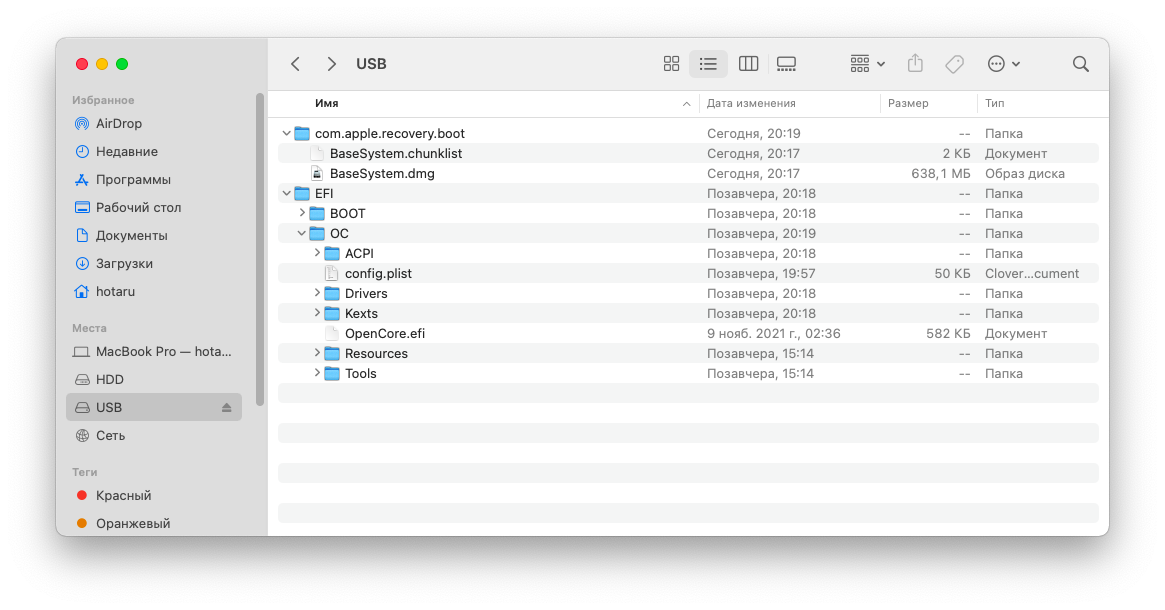 USB
Избранное
AirDrop
Недавние
Программы
Рабочий стол
Документы
Загрузки
hotaru
Места
MacBook Pro — hota...
HDD
USB
Сеть
Теги
Красный
Оранжевый
Имя Дата изменения Размер Тип
com.apple.recovery.boot Сегодня, 20:19 -- Папка
BaseSystem.chunklist Сегодня, 20:17 2 КБ Документ
BaseSystem.dmg Сегодня, 20:17 638,1 МБ Образ диска
EFI Позавчера, 20:18 -- Папка
BOOT Позавчера, 20:18 -- Папка
OC Позавчера, 20:19 -- Папка
ACPI Позавчера, 20:18 -- Папка
config.plist Позавчера, 19:57 50 КБ Clover...cument
Drivers Позавчера, 20:18 -- Папка
Kexts Позавчера, 20:18 -- Папка
OpenCore.efi 9 нояб. 2021 г., 02:36 582 КБ Документ
Resources Позавчера, 15:14 -- Папка
Tools Позавчера, 15:14 -- Папка